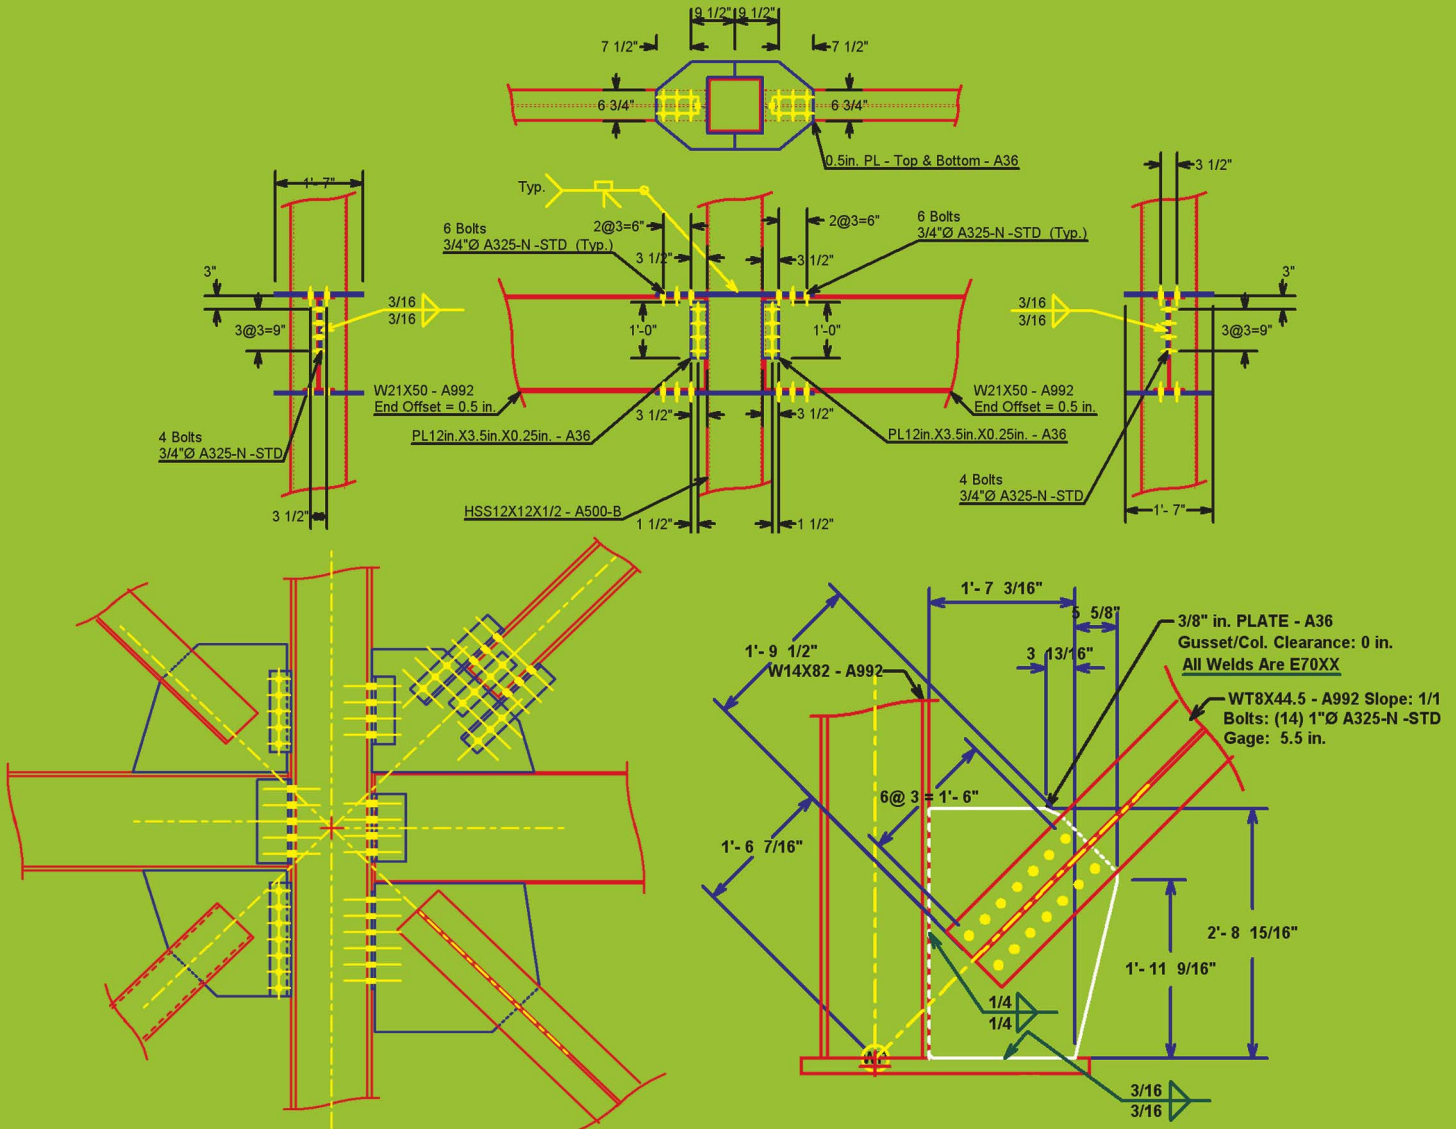 9 1/2" 9 1/2"
7 1/2" 7 1/2"
6 3/4" 6 3/4"
0.5in. PL - Top & Bottom - A36
1'- 7"
3"
3@3=9"
3/16
3/16
4 Bolts
3/4"Ø A325-N -STD
3 1/2"
Typ.
6 Bolts
3/4"Ø A325-N -STD (Typ.)
2@3=6"
3 1/2"
1'-0"
W21X50 - A992
End Offset = 0.5 in.
3 1/2"
PL12in.X3.5in.X0.25in. - A36
HSS12X12X1/2 - A500-B
1 1/2"
2@3=6"
6 Bolts
3/4"Ø A325-N -STD (Typ.)
3 1/2"
1'-0"
W21X50 - A992
End Offset = 0.5 in.
3 1/2"
PL12in.X3.5in.X0.25in. - A36
1 1/2"
3 1/2"
3"
3/16
3/16
3@3=9"
4 Bolts
3/4"Ø A325-N -STD
1'- 7"
1'- 7 3/16"
5 5/8"
3/8" in. PLATE - A36
Gusset/Col. Clearance: 0 in.
All Welds Are E70XX
1'- 9 1/2"
3 13/16"
W14X82 - A992
WT8X44.5 - A992 Slope: 1/1
Bolts: (14) 1"Ø A325-N -STD
Gage: 5.5 in.
6@ 3 = 1'- 6"
1'- 6 7/16"
2'- 8 15/16"
1'- 11 9/16"
1/4
1/4
3/16
3/16